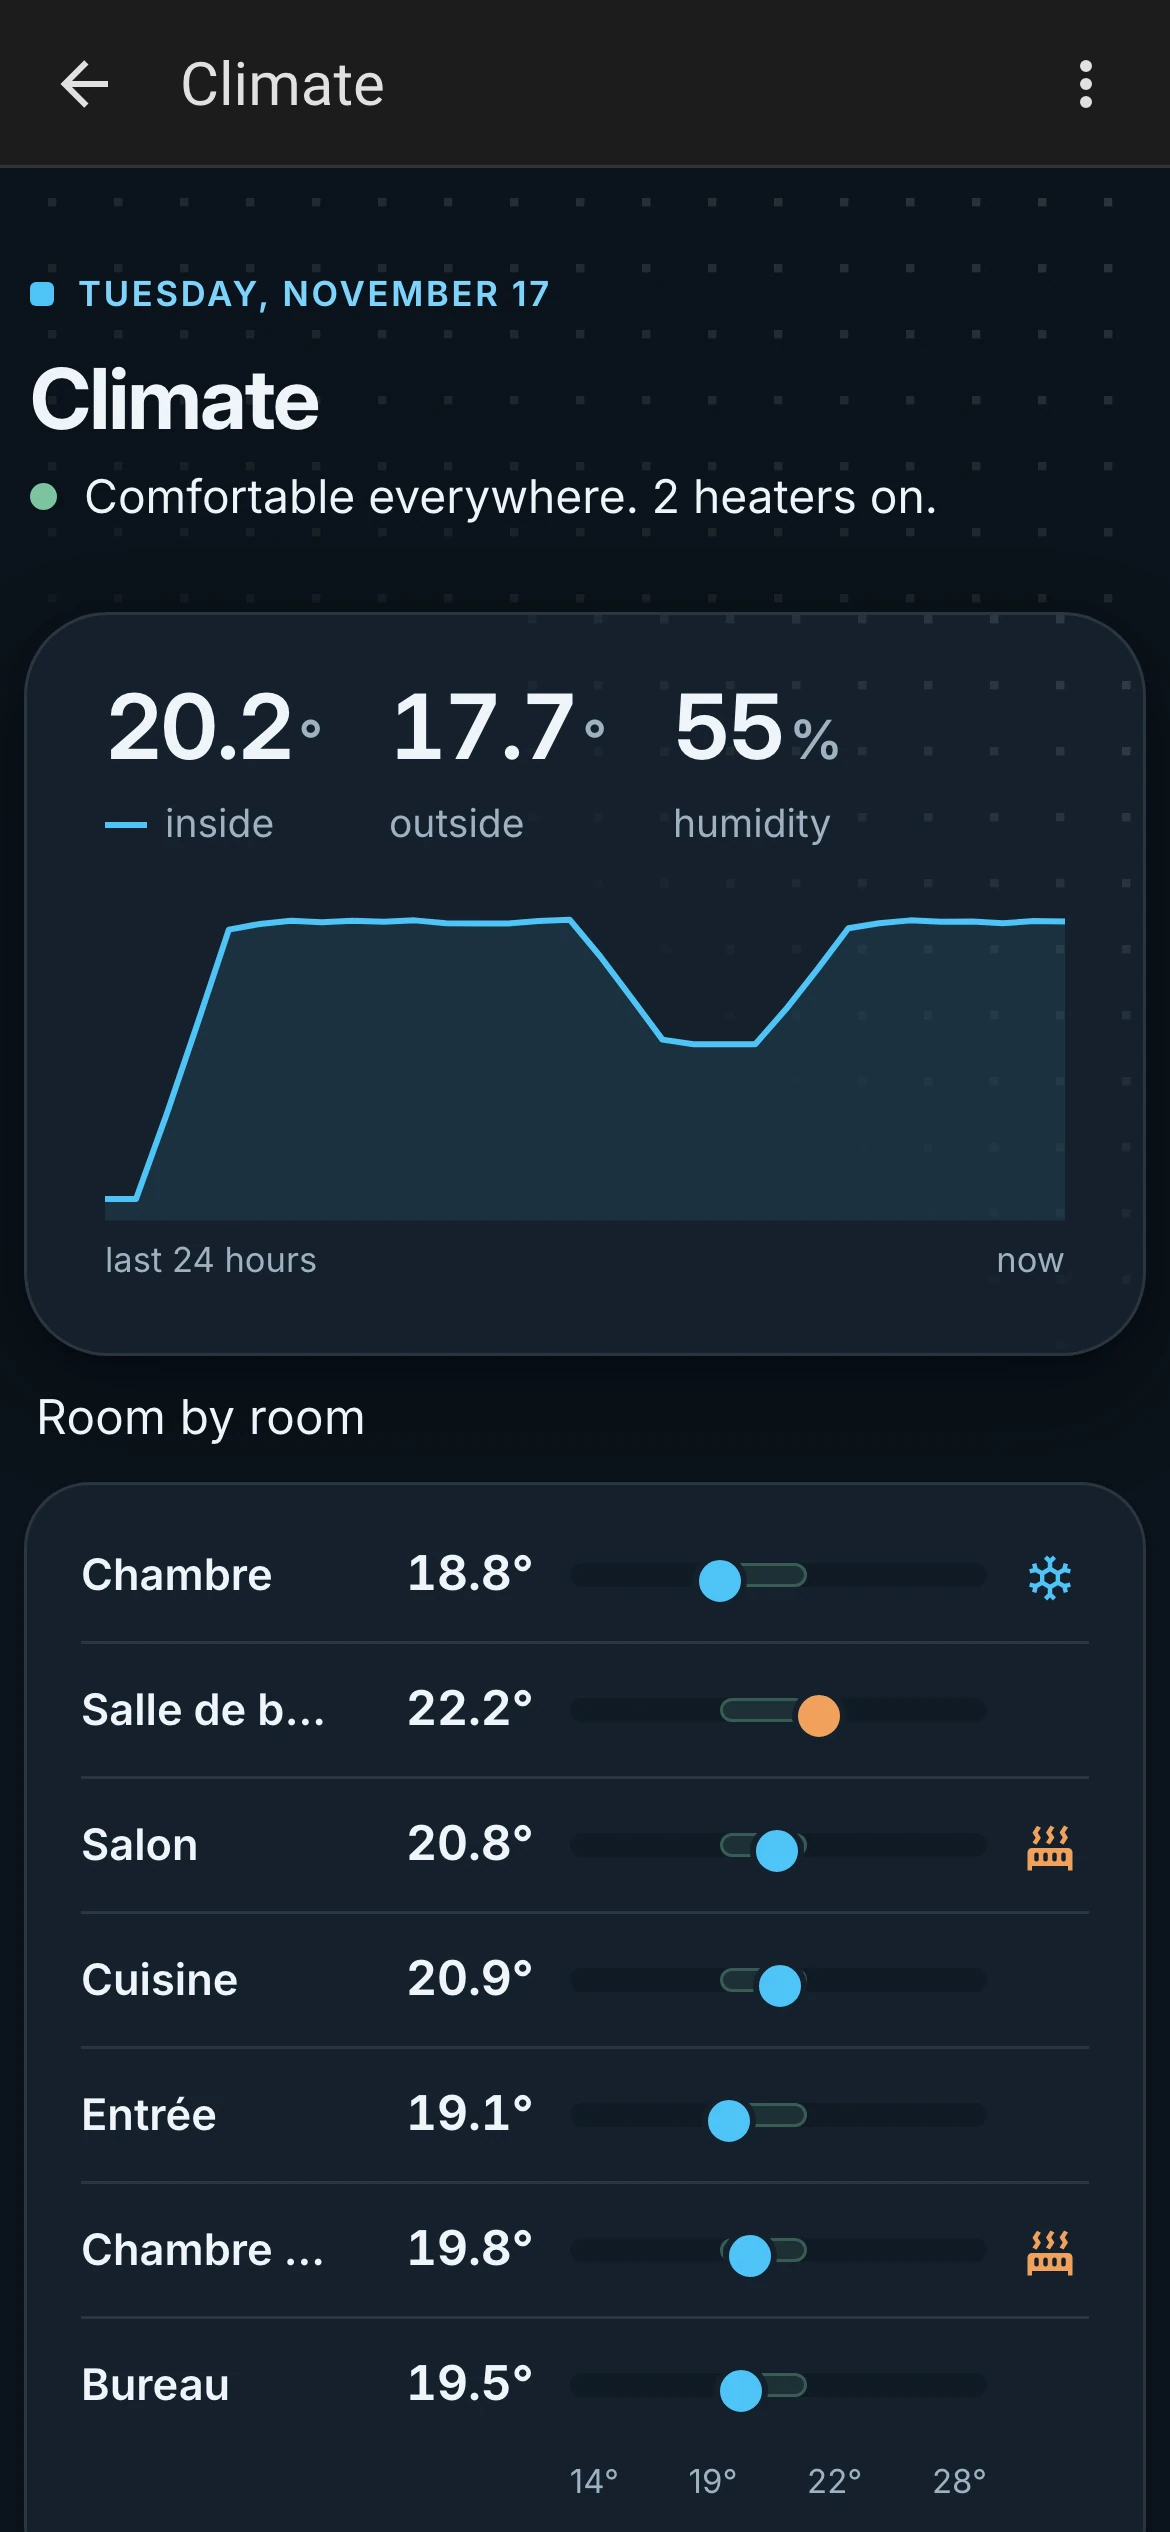 Climate
TUESDAY, NOVEMBER 17
Climate
Comfortable everywhere. 2 heaters on.
20.2° 17.7° 55%
inside outside humidity
last 24 hours now
Room by room
Chambre 18.8°
Salle de b... 22.2°
Salon 20.8°
Cuisine 20.9°
Entrée 19.1°
Chambre ... 19.8°
Bureau 19.5°
14° 19° 22° 28°